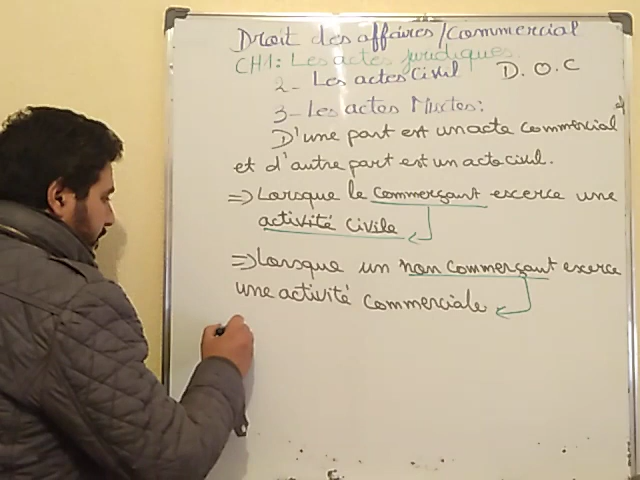 Droit des affaires/Commercial
CH1: Les actes juridiques.
2- Les actes Civil D.O.C
3- Les actes Mixtes:
D'une part est un acte commercial
et d'autre part est un acte civil.
⇒ Lorsque le commerçant exerce une
activité civile
⇒ Lorsque un non commerçant exerce
une activité commerciale